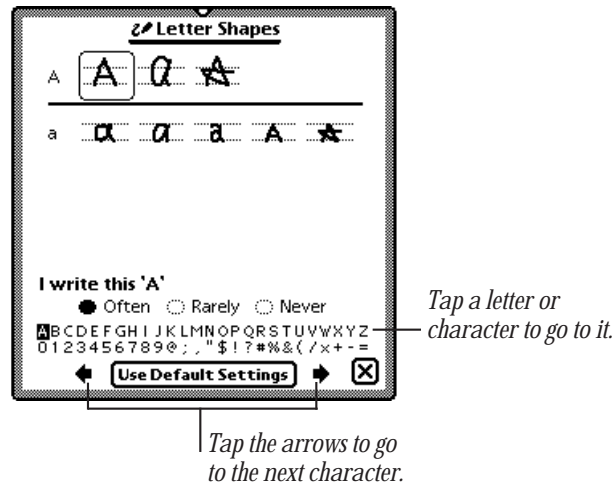 Letter Shapes
A A a A
a a a a A A
I write this 'A'
Often Rarely Never
ABCDEFGHIJKLMNOPQRSTUVWXYZ
0123456789@;,"$!?#%&(/x+-=
Use Default Settings
Tap a letter or
character to go to it.
Tap the arrows to go
to the next character.